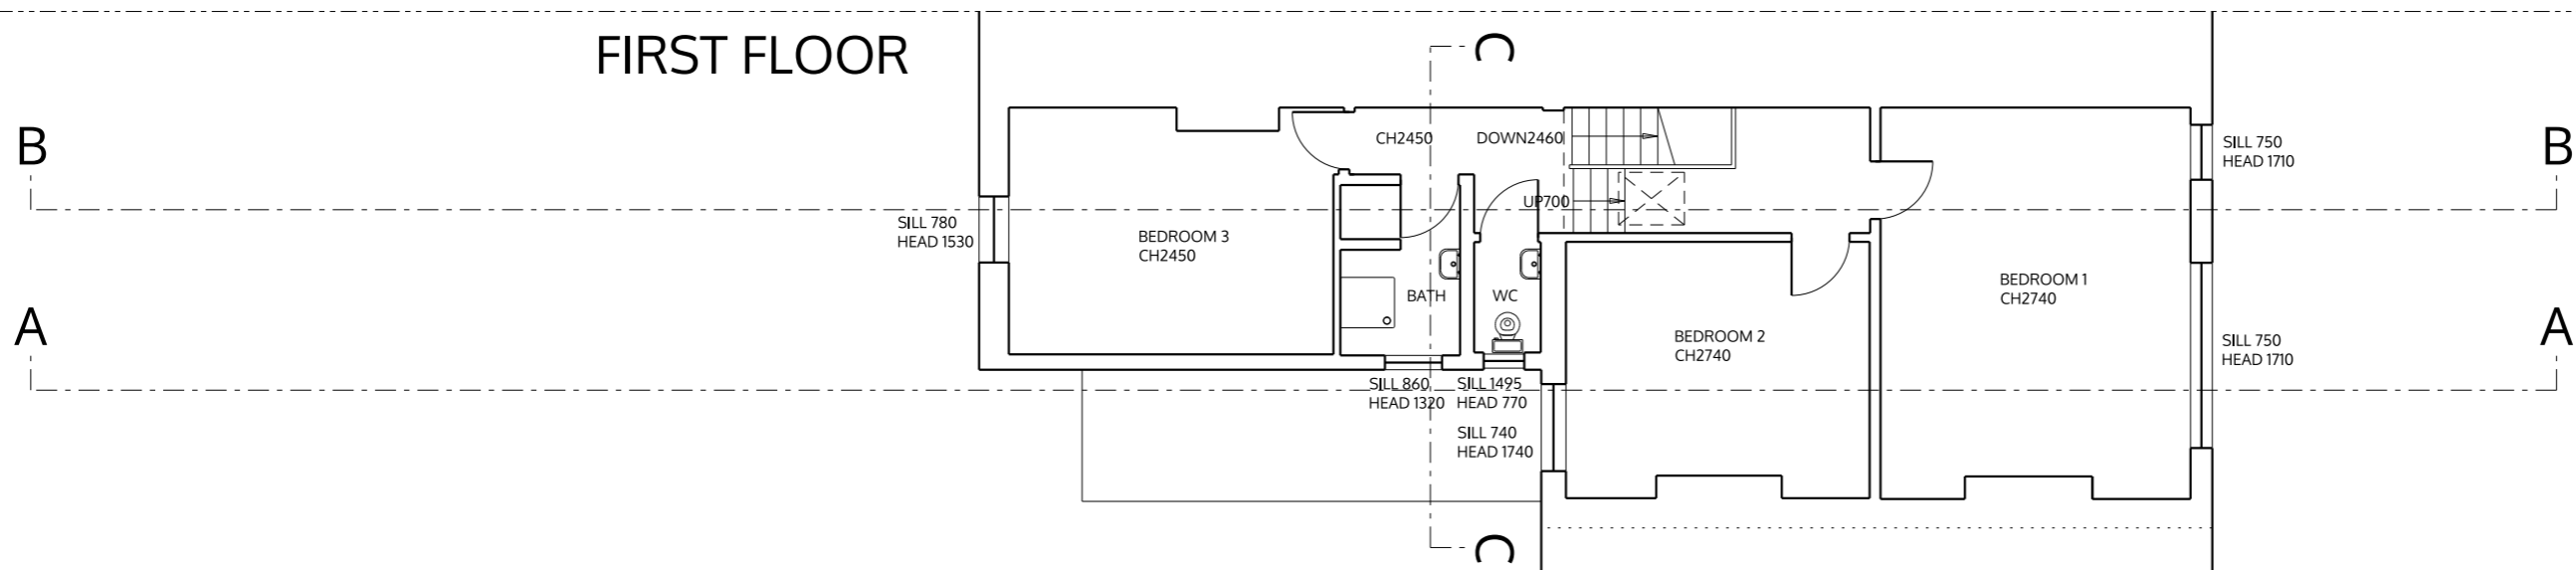 FIRST FLOOR
C
B
CH2450
DOWN2460
SILL 750
HEAD 1710
B
UP700
SILL 780
HEAD 1530
BEDROOM 3
CH2450
BATH
WC
BEDROOM 1
CH2740
A
BEDROOM 2
CH2740
SILL 750
HEAD 1710
A
SILL 860
HEAD 1320
SILL 1495
HEAD 770
SILL 740
HEAD 1740
C